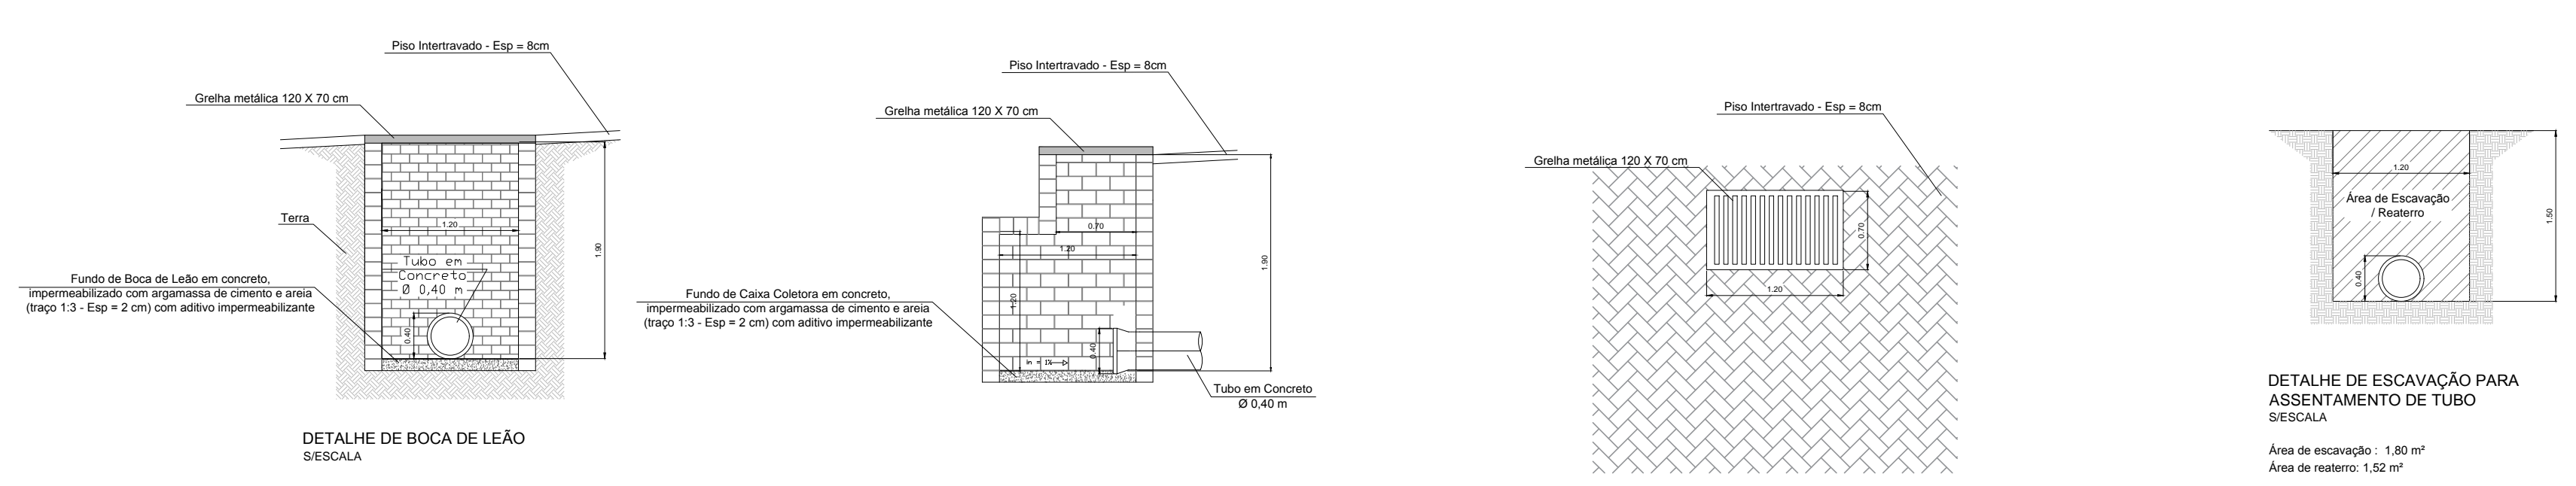 Piso Intertravado - Esp = 8cm
Grelha metálica 120 X 70 cm
Terra
1.20
1.90
Tubo em
Concreto
Ø 0,40 m
0.40
Fundo de Boca de Leão em concreto,
impermeabilizado com argamassa de cimento e areia
(traço 1:3 - Esp = 2 cm) com aditivo impermeabilizante
DETALHE DE BOCA DE LEÃO
S/ESCALA
Piso Intertravado - Esp = 8cm
Grelha metálica 120 X 70 cm
0.70
1.20
1.90
1.20
Fundo de Caixa Coletora em concreto,
impermeabilizado com argamassa de cimento e areia
(traço 1:3 - Esp = 2 cm) com aditivo impermeabilizante
0.40
in = 1%
Tubo em Concreto
Ø 0,40 m
Piso Intertravado - Esp = 8cm
Grelha metálica 120 X 70 cm
0.70
1.20
1.20
Área de Escavação
/ Reaterro
1.50
0.40
DETALHE DE ESCAVAÇÃO PARA
ASSENTAMENTO DE TUBO
S/ESCALA
Área de escavação : 1,80 m²
Área de reaterro: 1,52 m²